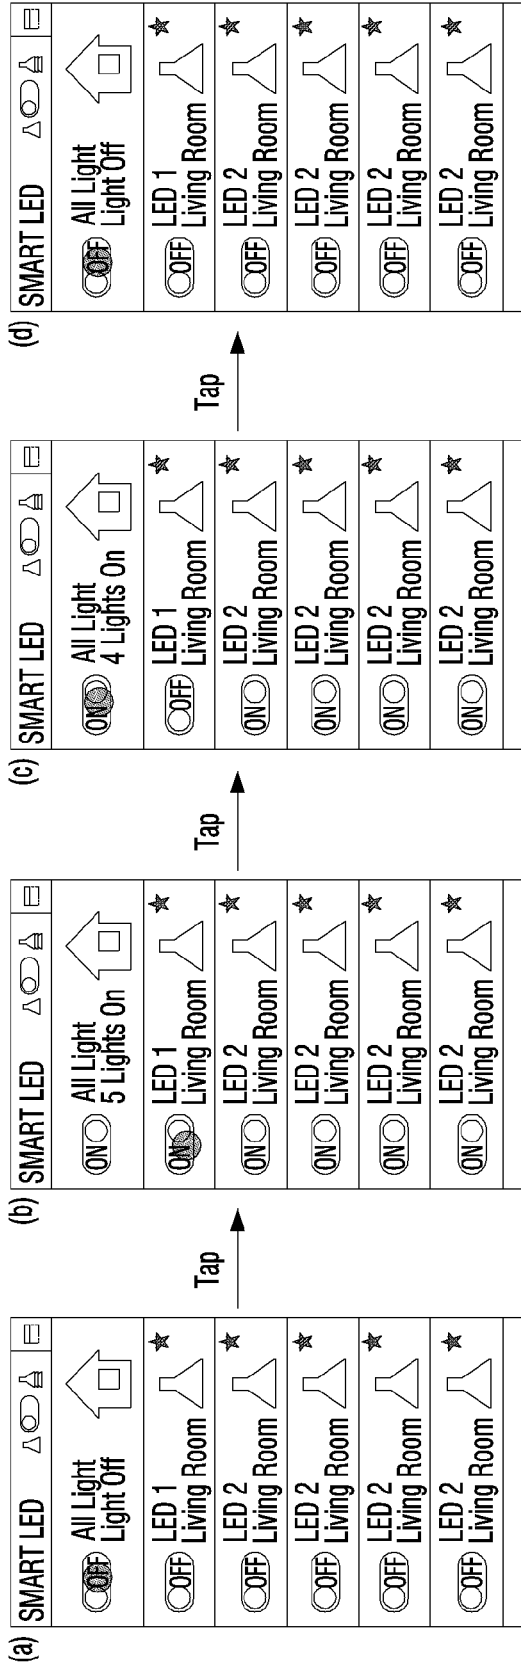 (a)
SMART LED
OFF
All Light
Light Off
OFF
LED 1
Living Room
OFF
LED 2
Living Room
OFF
LED 2
Living Room
OFF
LED 2
Living Room
OFF
LED 2
Living Room
Tap
(b)
SMART LED
ON
All Light
5 Lights On
ON
LED 1
Living Room
ON
LED 2
Living Room
ON
LED 2
Living Room
ON
LED 2
Living Room
ON
LED 2
Living Room
Tap
(c)
SMART LED
ON
All Light
4 Lights On
OFF
LED 1
Living Room
ON
LED 2
Living Room
ON
LED 2
Living Room
ON
LED 2
Living Room
ON
LED 2
Living Room
Tap
(d)
SMART LED
OFF
All Light
Light Off
OFF
LED 1
Living Room
OFF
LED 2
Living Room
OFF
LED 2
Living Room
OFF
LED 2
Living Room
OFF
LED 2
Living Room